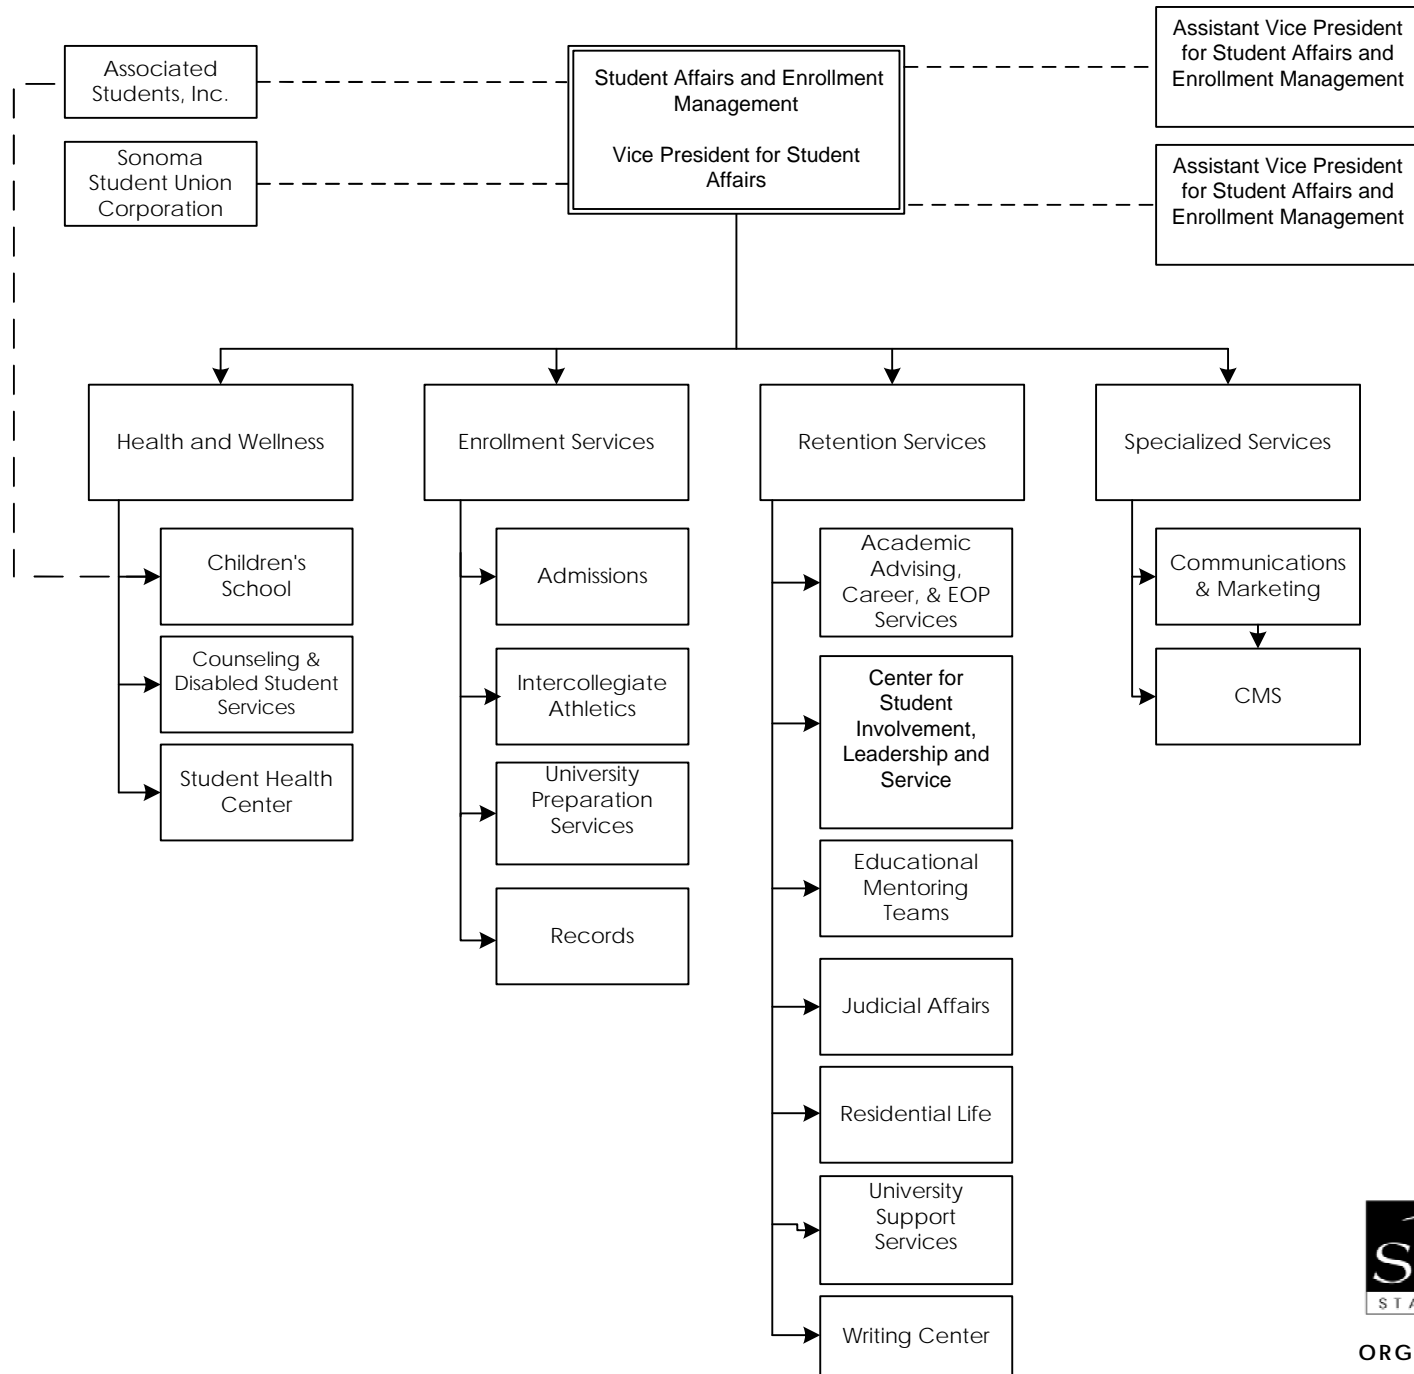 Associated
Students, Inc.
Sonoma
Student Union
Corporation
Student Affairs and Enrollment
Management
Vice President for Student
Affairs
Assistant Vice President
for Student Affairs and
Enrollment Management
Assistant Vice President
for Student Affairs and
Enrollment Management
Health and Wellness
Children's
School
Counseling &
Disabled Student
Services
Student Health
Center
Enrollment Services
Admissions
Intercollegiate
Athletics
University
Preparation
Services
Records
Retention Services
Academic
Advising,
Career, & EOP
Services
Center for
Student
Involvement,
Leadership and
Service
Educational
Mentoring
Teams
Judicial Affairs
Residential Life
University
Support
Services
Writing Center
Specialized Services
Communications
& Marketing
CMS
S
STA
ORG